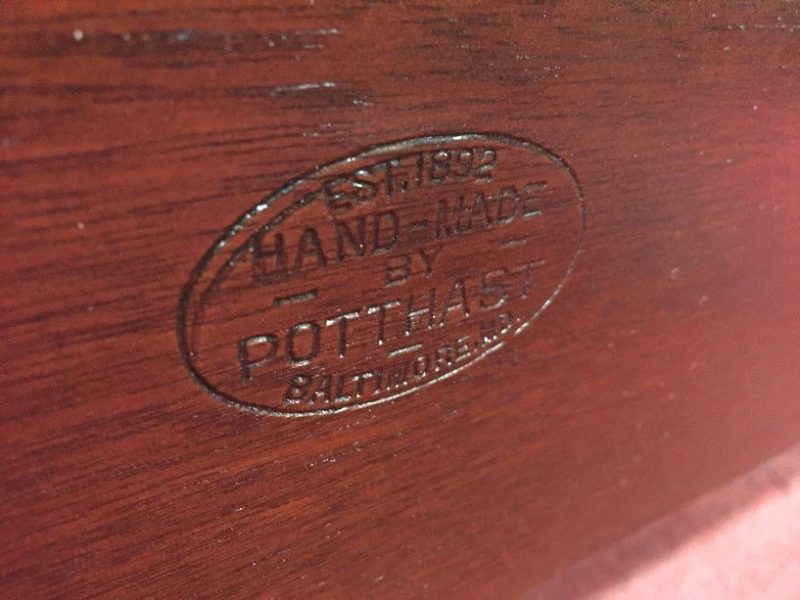 EST. 1892
HAND-MADE
BY
POTTHAST
BALTIMORE, MD.